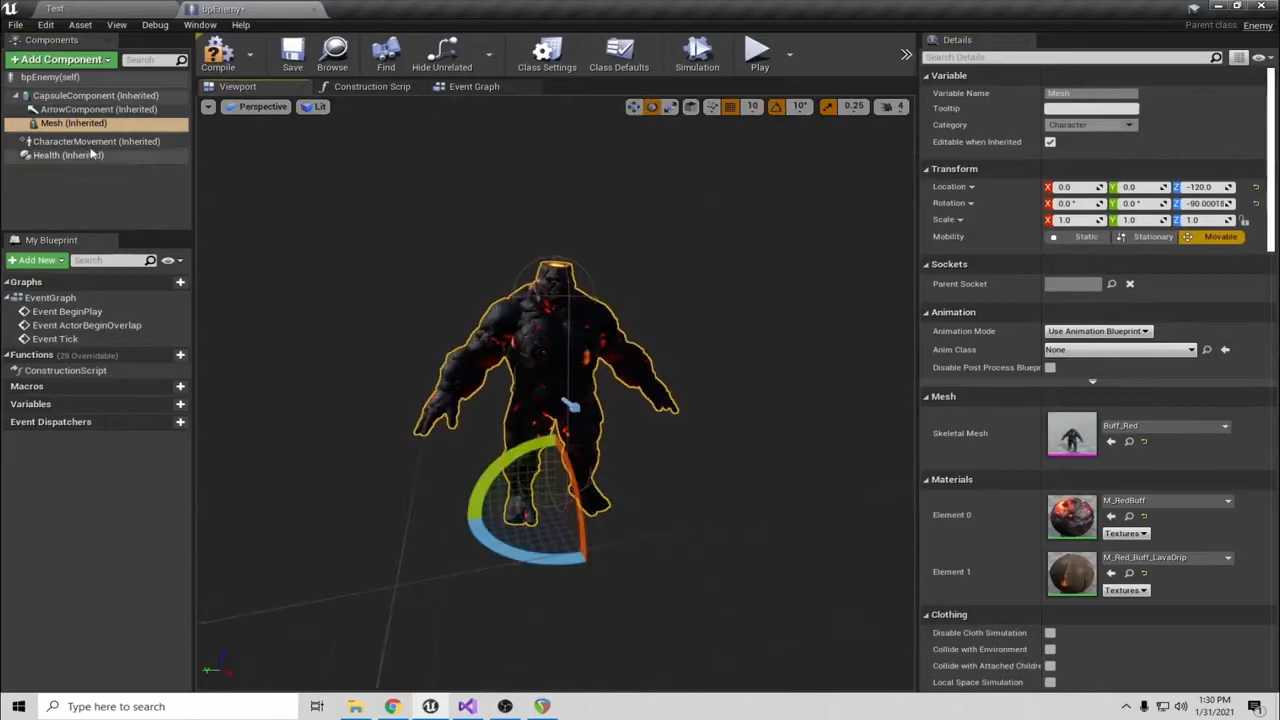 Test
bpEnemy*
File Edit Asset View Debug Window Help
Parent class: Enemy
Components
+ Add Component
Search
bpEnemy(self)
CapsuleComponent (Inherited)
ArrowComponent (Inherited)
Mesh (Inherited)
CharacterMovement (Inherited)
Health (Inherited)
My Blueprint
+ Add New
Search
Graphs
EventGraph
Event BeginPlay
Event ActorBeginOverlap
Event Tick
Functions (29 Overridable)
ConstructionScript
Macros
Variables
Event Dispatchers
Compile Save Browse Find Hide Unrelated Class Settings Class Defaults Simulation Play
Viewport Construction Scrip Event Graph
Perspective Lit 10 10° 0.25 4
Details
Search Details
Variable
Variable Name Mesh
Tooltip
Category Character
Editable when Inherited
Transform
Location X 0.0 Y 0.0 Z -120.0
Rotation X 0.0 ° Y 0.0 ° Z -90.00018
Scale X 1.0 Y 1.0 Z 1.0
Mobility Static Stationary Movable
Sockets
Parent Socket
Animation
Animation Mode Use Animation Blueprint
Anim Class None
Disable Post Process Bluepr
Mesh
Skeletal Mesh Buff_Red
Materials
Element 0 M_RedBuff
Textures
Element 1 M_Red_Buff_LavaDrip
Textures
Clothing
Disable Cloth Simulation
Collide with Environment
Collide with Attached Childre
Local Space Simulation
Type here to search
1:30 PM
1/31/2021